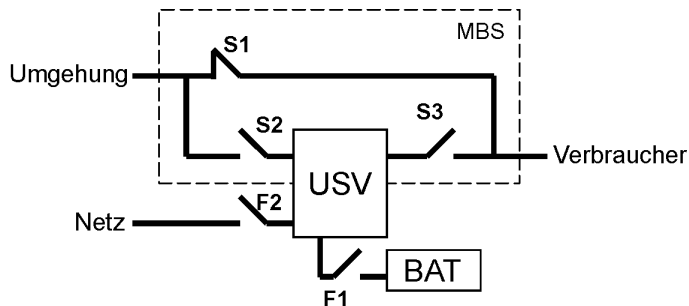 MBS
S1
Umgehung
S2
S3
USV
Verbraucher
F2
Netz
BAT
F1